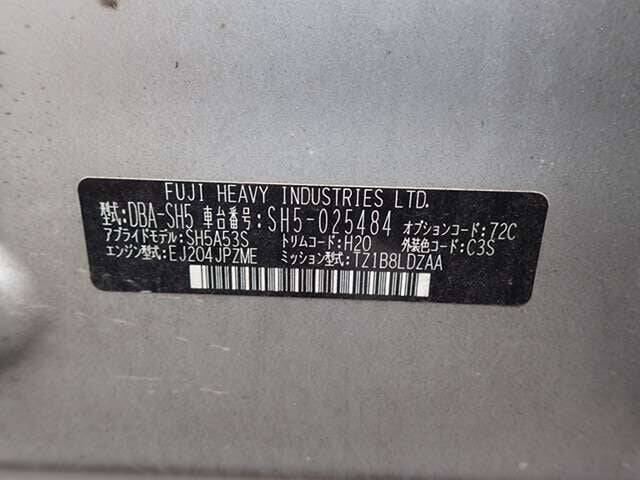 FUJI HEAVY INDUSTRIES LTD.
型式:DBA-SH5 車台番号:SH5-025484 オプションコード:72C
アプライドモデル:SH5A53S トリムコード:H20 外装色コード:C3S
エンジン型式:EJ204JPZME ミッション型式:TZ1B8LDZAA